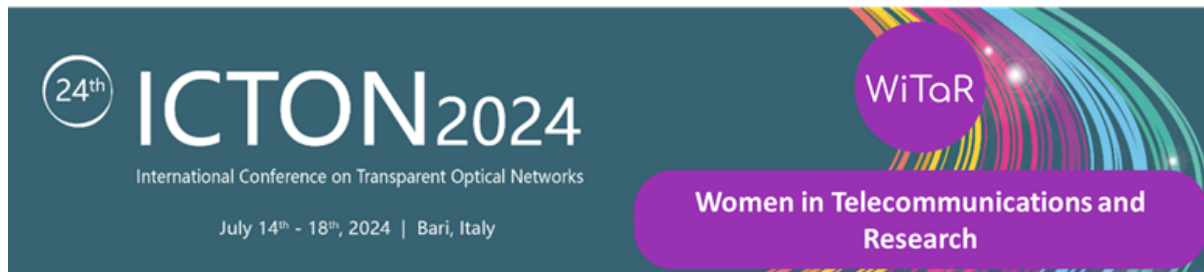 24th
ICTON2024
International Conference on Transparent Optical Networks
July 14th - 18th, 2024 | Bari, Italy
WiTaR
Women in Telecommunications and
Research